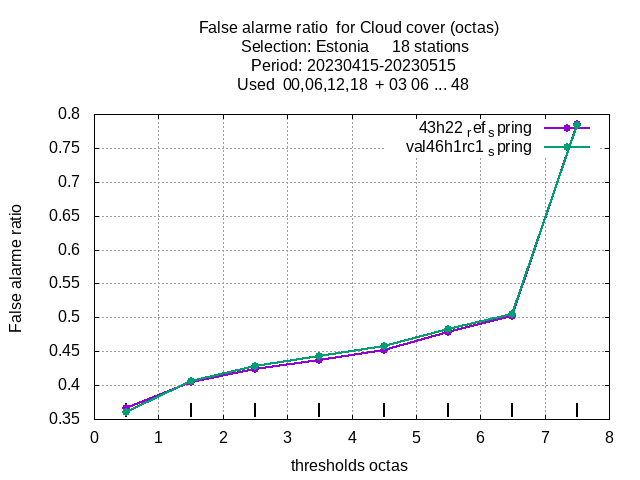 False alarme ratio  for Cloud cover (octas)
Selection: Estonia     18 stations
Period: 20230415-20230515
Used  00,06,12,18  + 03 06 ... 48
43h22 ref spring
val46h1rc1 spring
0.8
0.75
0.7
0.65
0.6
0.55
0.5
0.45
0.4
0.35
False alarme ratio
0 1 2 3 4 5 6 7 8
thresholds octas